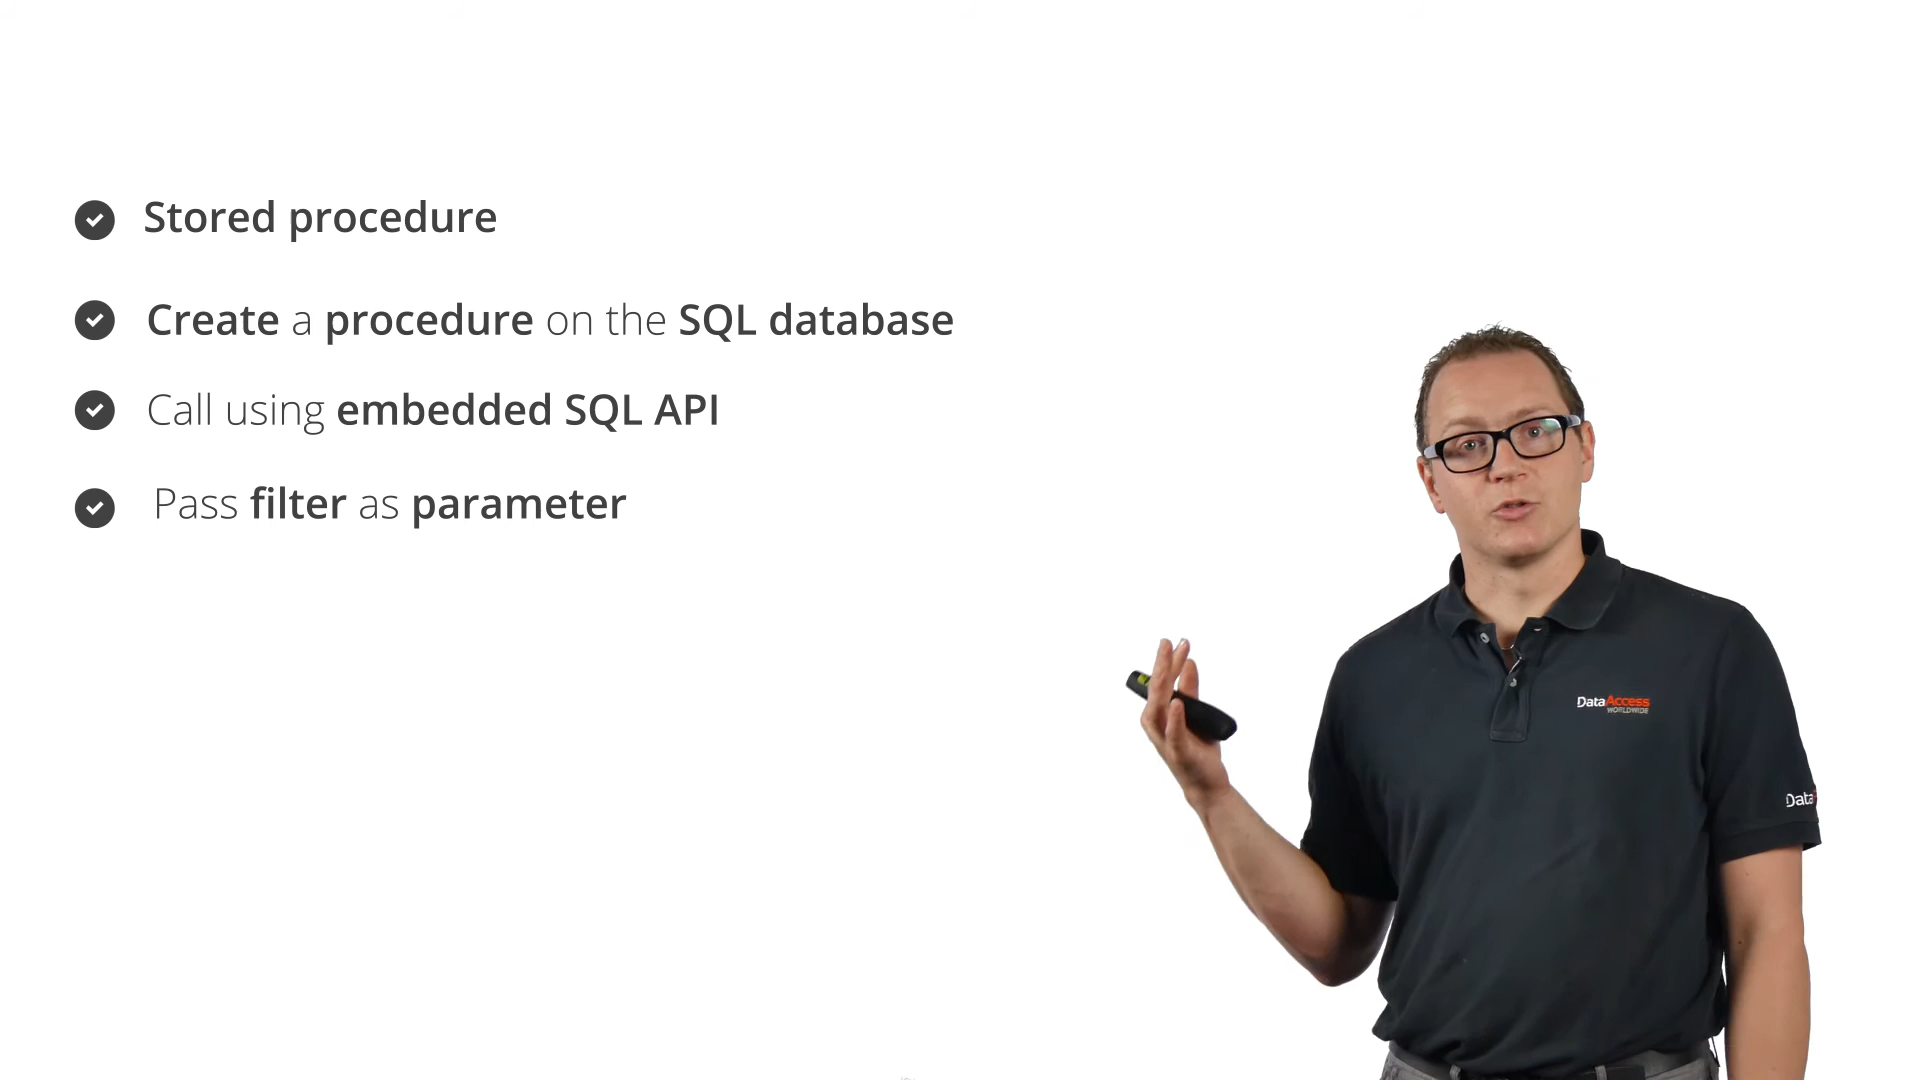 Stored procedure
Create a procedure on the SQL database
Call using embedded SQL API
Pass filter as parameter
DataAccess
WORLDWIDE
Data